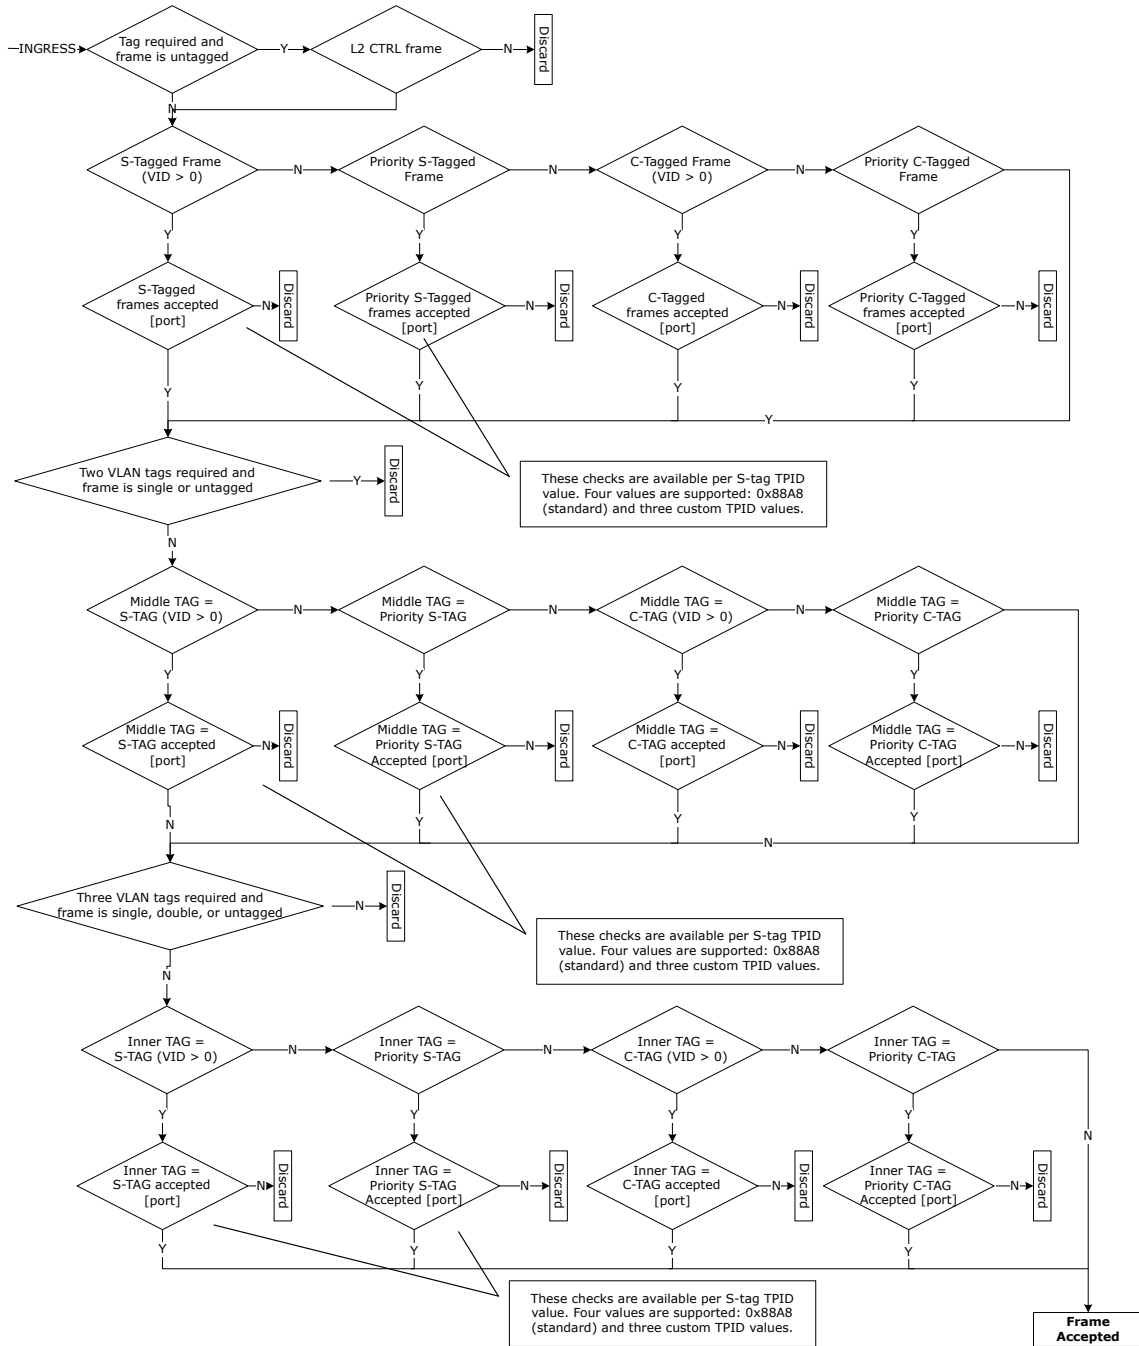 INGRESS
Tag required and
frame is untagged
Y
L2 CTRL frame
N
Discard
N
S-Tagged Frame
(VID > 0)
N
Priority S-Tagged
Frame
N
C-Tagged Frame
(VID > 0)
N
Priority C-Tagged
Frame
Y
Y
Y
Y
S-Tagged
frames accepted
[port]
N
Discard
Priority S-Tagged
frames accepted
[port]
N
Discard
C-Tagged
frames accepted
[port]
N
Discard
Priority C-Tagged
frames accepted
[port]
N
Discard
Y
Y
Y
Y
Y
Two VLAN tags required and
frame is single or untagged
Y
Discard
These checks are available per S-tag TPID
value. Four values are supported: 0x88A8
(standard) and three custom TPID values.
N
Middle TAG =
S-TAG (VID > 0)
N
Middle TAG =
Priority S-TAG
N
Middle TAG =
C-TAG (VID > 0)
N
Middle TAG =
Priority C-TAG
Y
Y
Y
Y
Middle TAG =
S-TAG accepted
[port]
N
Discard
Middle TAG =
Priority S-TAG
Accepted [port]
N
Discard
Middle TAG =
C-TAG accepted
[port]
N
Discard
Middle TAG =
Priority C-TAG
Accepted [port]
N
Discard
N
Y
Y
Y
N
Three VLAN tags required and
frame is single, double, or untagged
N
Discard
These checks are available per S-tag TPID
value. Four values are supported: 0x88A8
(standard) and three custom TPID values.
N
Inner TAG =
S-TAG (VID > 0)
N
Inner TAG =
Priority S-TAG
N
Inner TAG =
C-TAG (VID > 0)
N
Inner TAG =
Priority C-TAG
Y
Y
Y
Y
N
Inner TAG =
S-TAG accepted
[port]
N
Discard
Inner TAG =
Priority S-TAG
Accepted [port]
N
Discard
Inner TAG =
C-TAG accepted
[port]
N
Discard
Inner TAG =
Priority C-TAG
Accepted [port]
N
Discard
Y
Y
Y
Y
These checks are available per S-tag TPID
value. Four values are supported: 0x88A8
(standard) and three custom TPID values.
Frame
Accepted